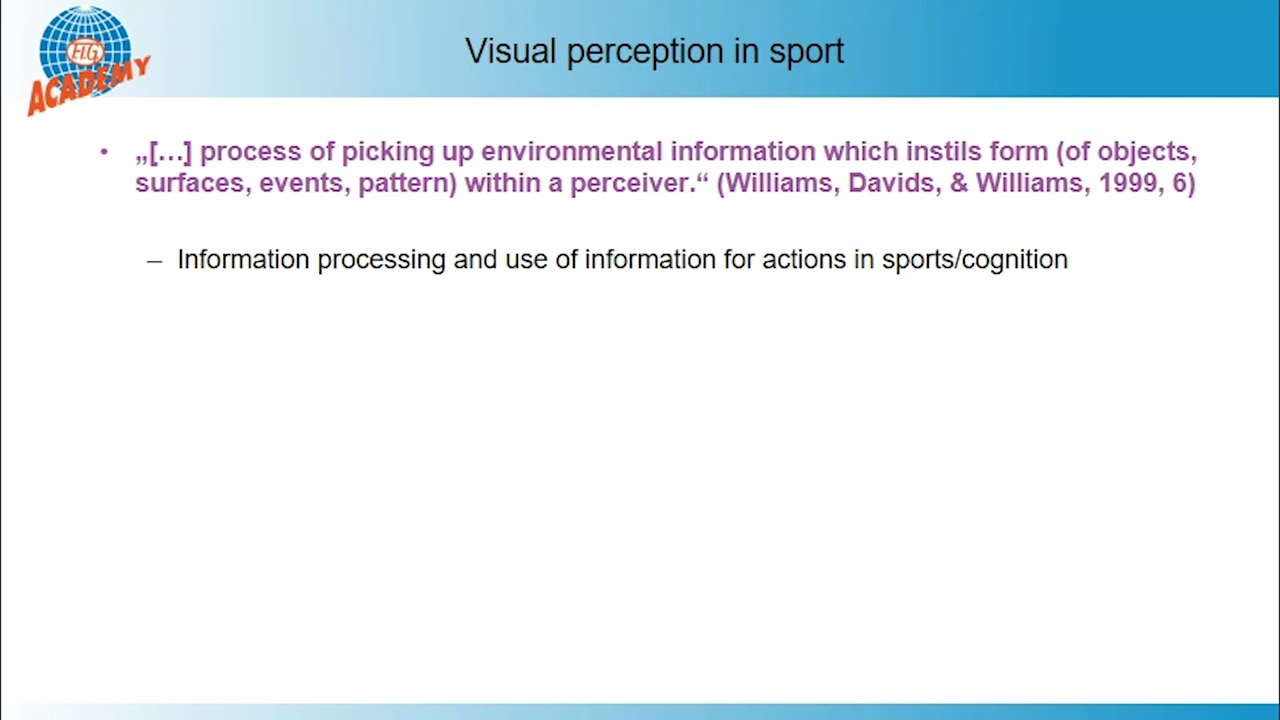 F.I.G.
ACADEMY
Visual perception in sport
• „[…] process of picking up environmental information which instils form (of objects,
surfaces, events, pattern) within a perceiver.“ (Williams, Davids, & Williams, 1999, 6)
– Information processing and use of information for actions in sports/cognition